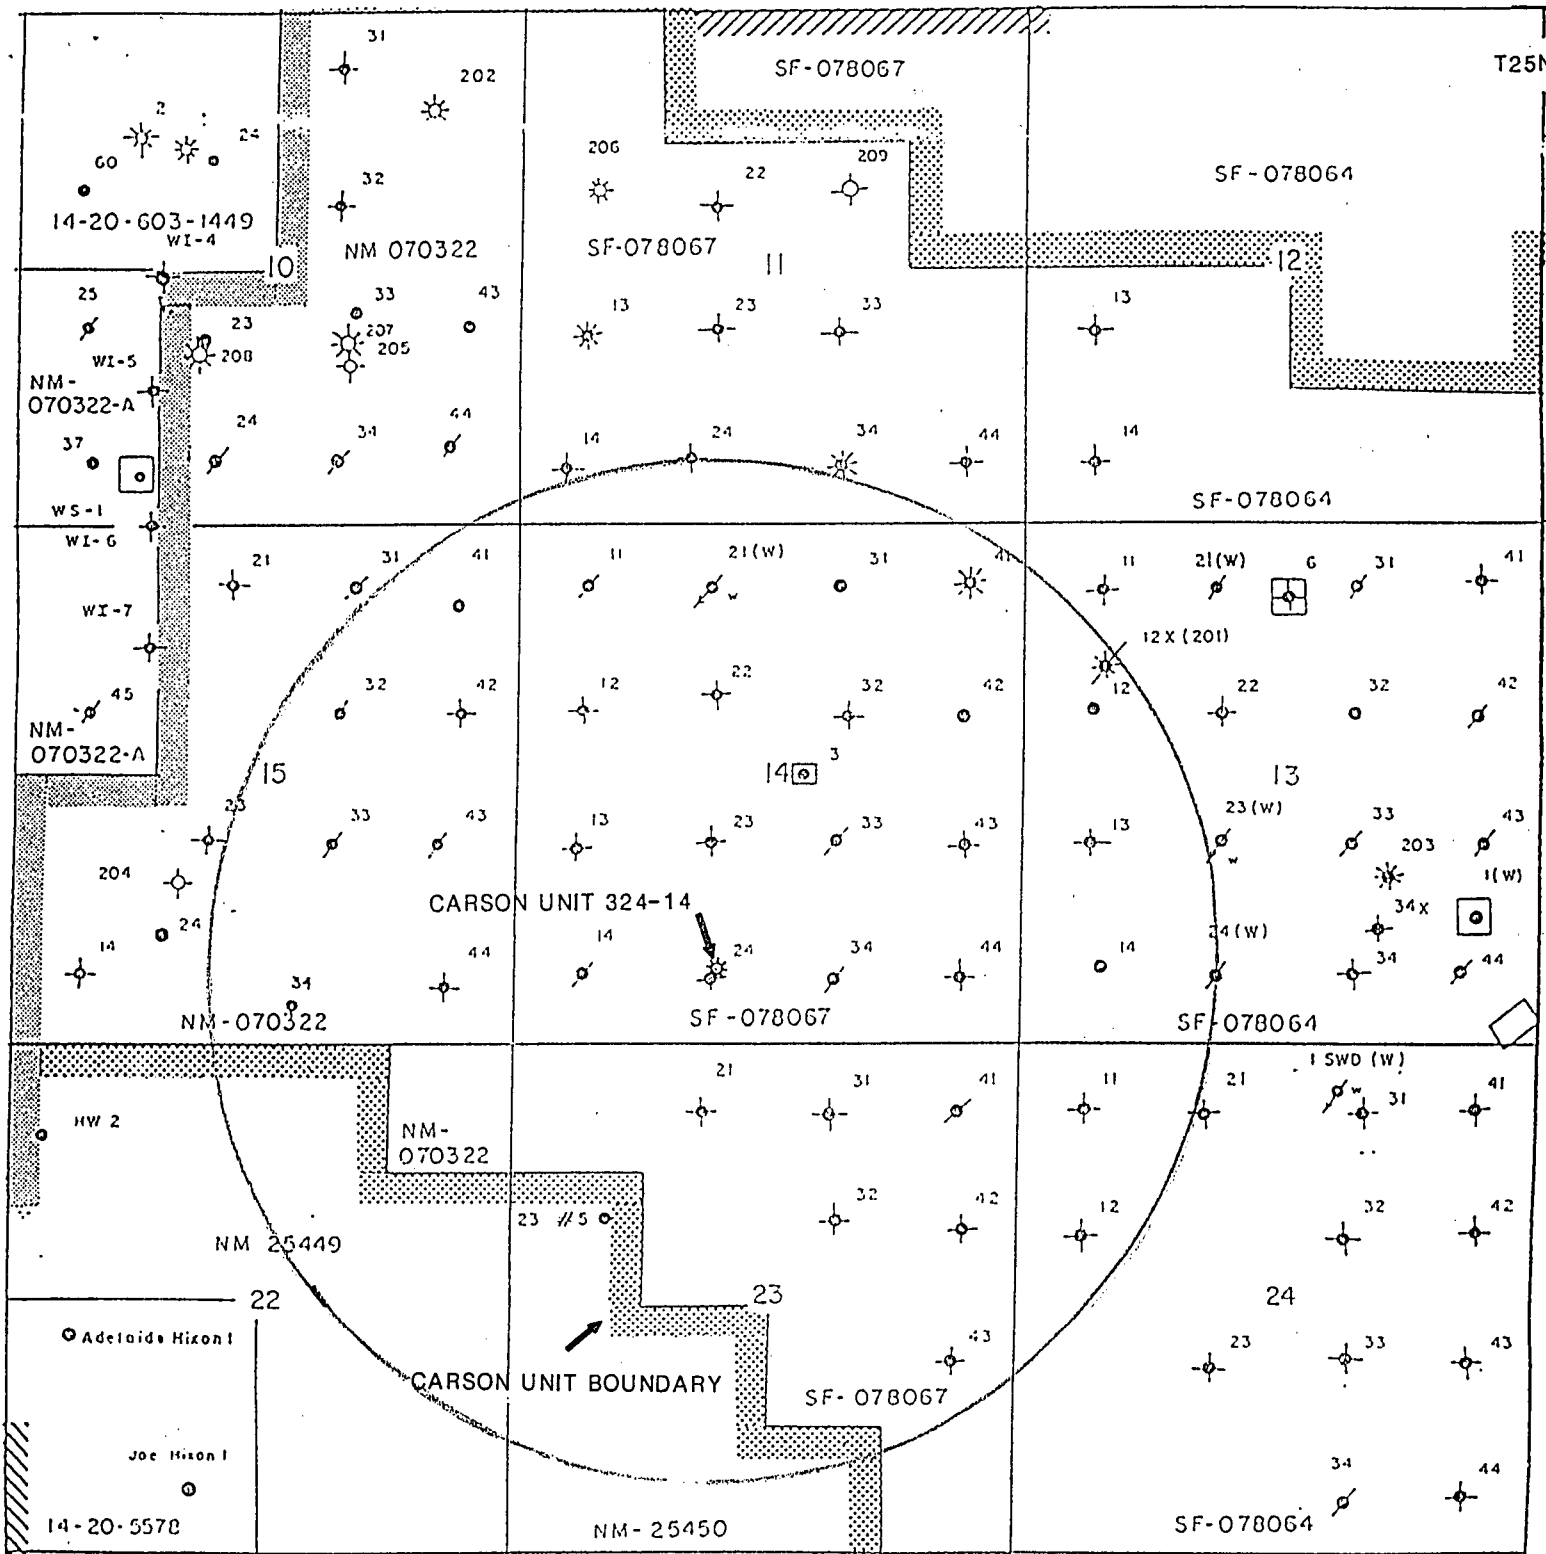 31
SF-078067
T25N
202
2
24
60
206
209
SF-078064
32
22
14-20-603-1449
WI-4
NM 070322
SF-078067
10
11
12
25
33
43
13
23
33
13
23
207
208
205
WI-5
NM-
070322-A
24
34
44
37
14
24
34
44
14
WS-1
SF-078064
WI-6
21
31
41
11
21(W)
31
41
11
21(W)
6
31
41
W
WI-7
12X (201)
32
42
12
22
32
42
12
22
32
42
45
NM-
070322-A
15
14
3
13
23
33
43
13
23
33
43
13
23(W)
33
43
W
203
204
1(W)
CARSON UNIT 324-14
34X
24
14
44
14
24
34
44
14
24(W)
34
44
34
NM-070322
SF-078067
SF-078064
21
31
41
11
21
1 SWD (W)
W
31
41
HW 2
NM-
070322
32
42
12
32
42
23 #5
NM 25449
22
23
24
Adelaide Hixon 1
43
23
33
43
CARSON UNIT BOUNDARY
SF-078067
Joe Hixon 1
34
44
14-20-5578
NM-25450
SF-078064